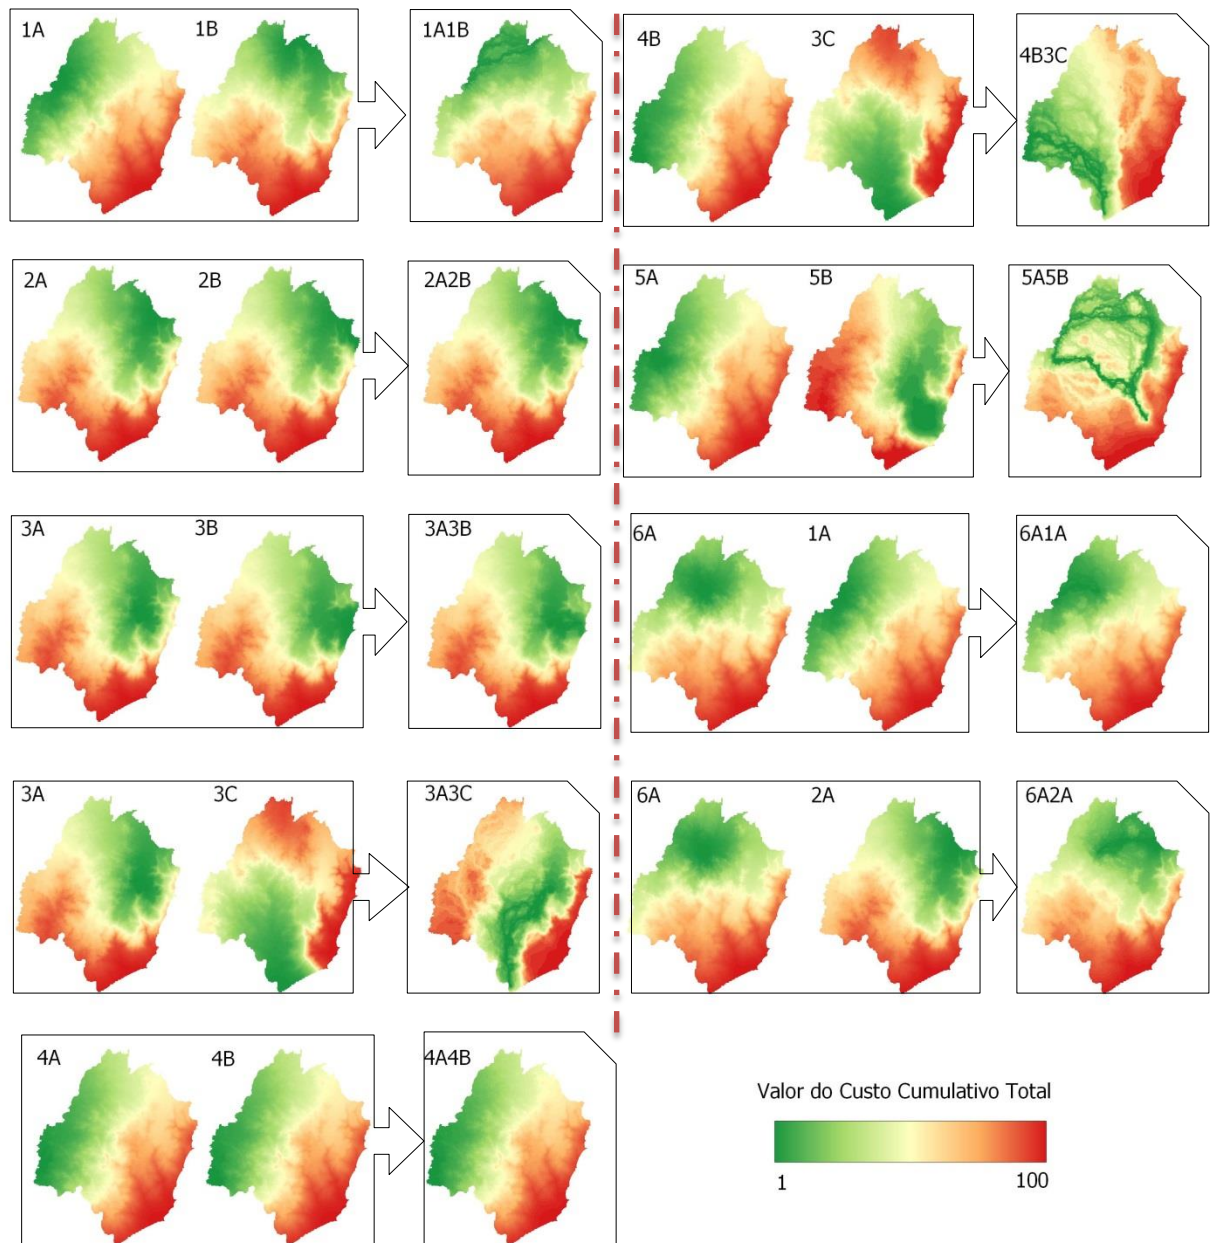 1A 1B 1A1B
2A 2B 2A2B
3A 3B 3A3B
3A 3C 3A3C
4A 4B 4A4B
4B 3C 4B3C
5A 5B 5A5B
6A 1A 6A1A
6A 2A 6A2A
Valor do Custo Cumulativo Total
1 100